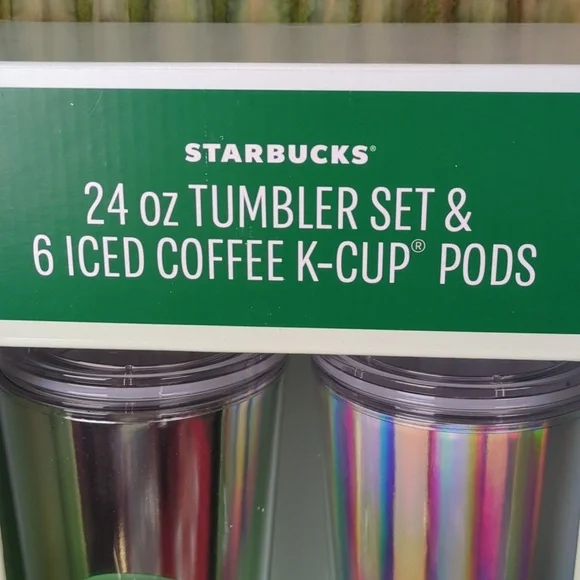 STARBUCKS®
24 oz TUMBLER SET &
6 ICED COFFEE K-CUP® PODS